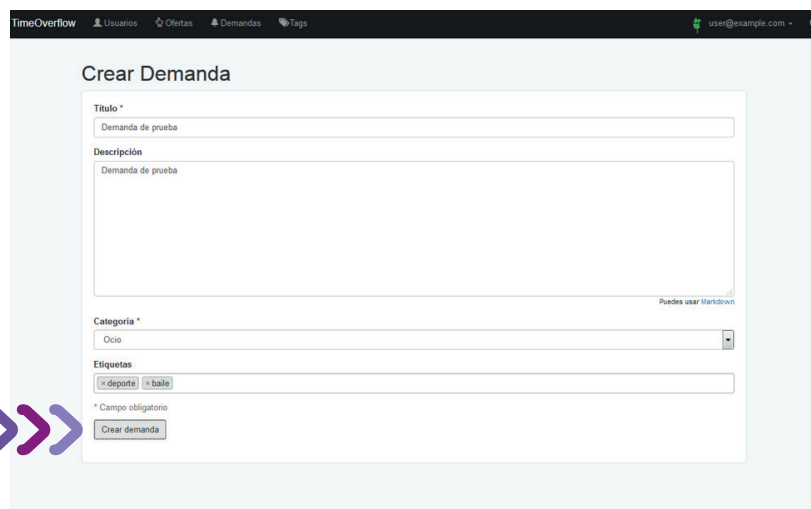 TimeOverflow Usuarios Ofertas Demandas Tags user@example.com
Crear Demanda
Título *
Demanda de prueba
Descripción
Demanda de prueba
Puedes usar Markdown
Categoria *
Ocio
Etiquetas
× deporte × baile
* Campo obligatorio
Crear demanda